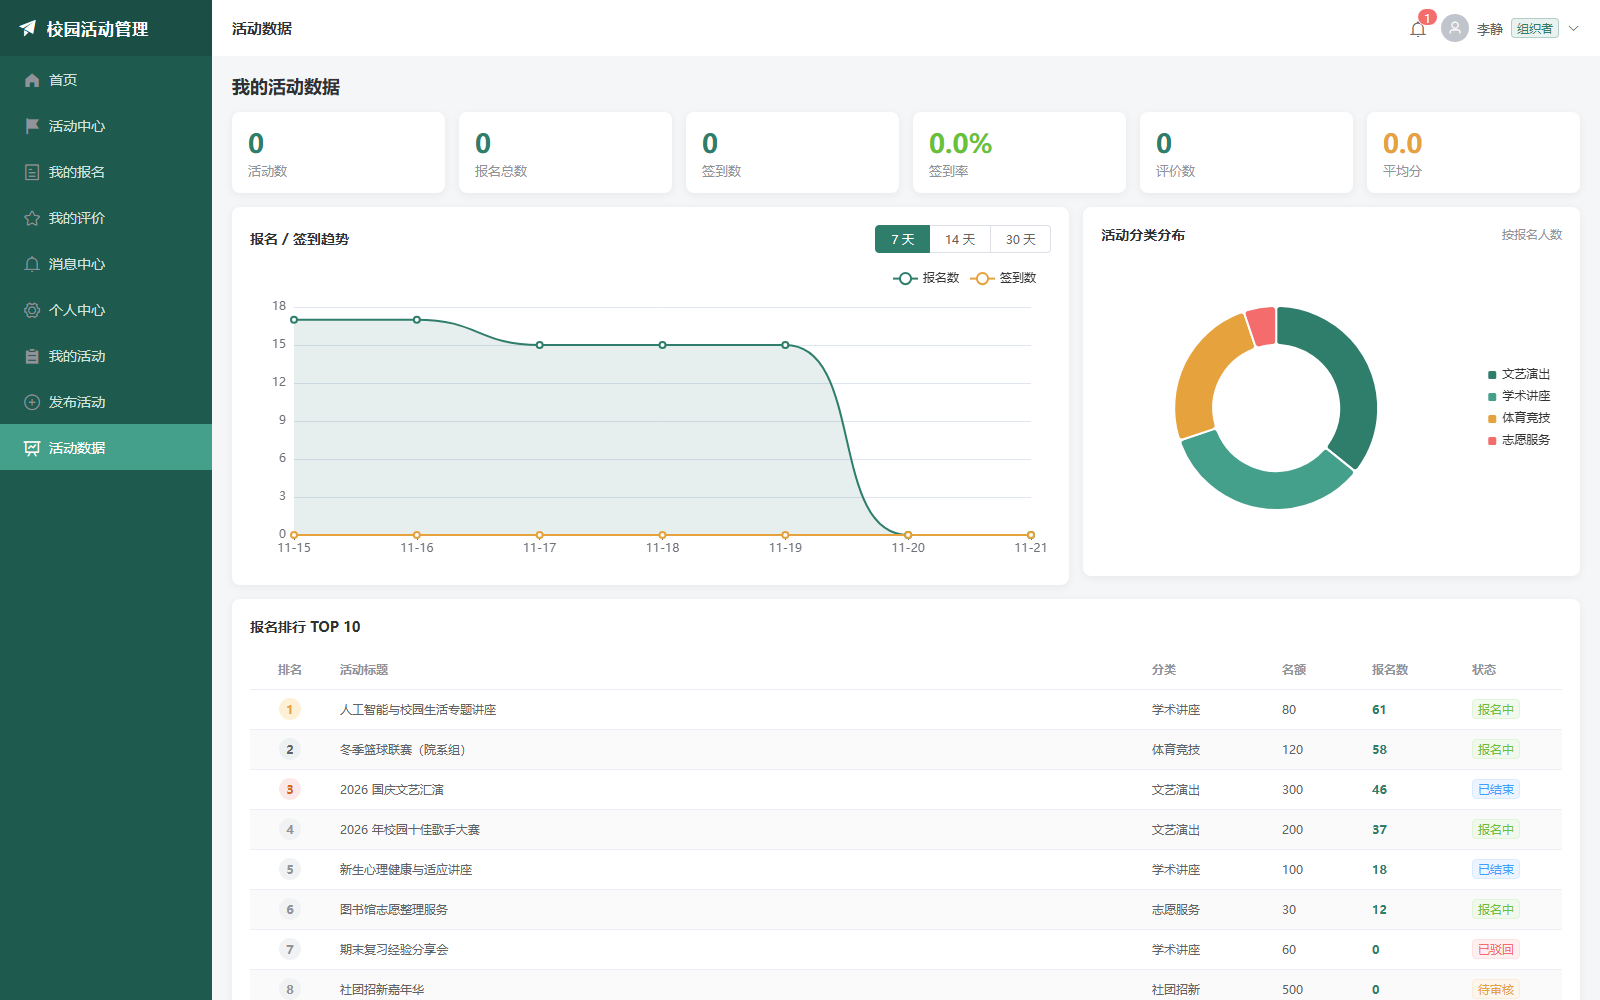 校园活动管理
首页
活动中心
我的报名
我的评价
消息中心
个人中心
我的活动
发布活动
活动数据
活动数据
1
李静
组织者
我的活动数据
0
活动数
0
报名总数
0
签到数
0.0%
签到率
0
评价数
0.0
平均分
报名 / 签到趋势
7 天
14 天
30 天
报名数
签到数
18
15
12
9
6
3
0
11-15
11-16
11-17
11-18
11-19
11-20
11-21
活动分类分布
按报名人数
文艺演出
学术讲座
体育竞技
志愿服务
报名排行 TOP 10
排名 活动标题 分类 名额 报名数 状态
1 人工智能与校园生活专题讲座 学术讲座 80 61 报名中
2 冬季篮球联赛（院系组） 体育竞技 120 58 报名中
3 2026 国庆文艺汇演 文艺演出 300 46 已结束
4 2026 年校园十佳歌手大赛 文艺演出 200 37 报名中
5 新生心理健康与适应讲座 学术讲座 100 18 已结束
6 图书馆志愿整理服务 志愿服务 30 12 报名中
7 期末复习经验分享会 学术讲座 60 0 已驳回
8 社团招新嘉年华 社团招新 500 0 待审核